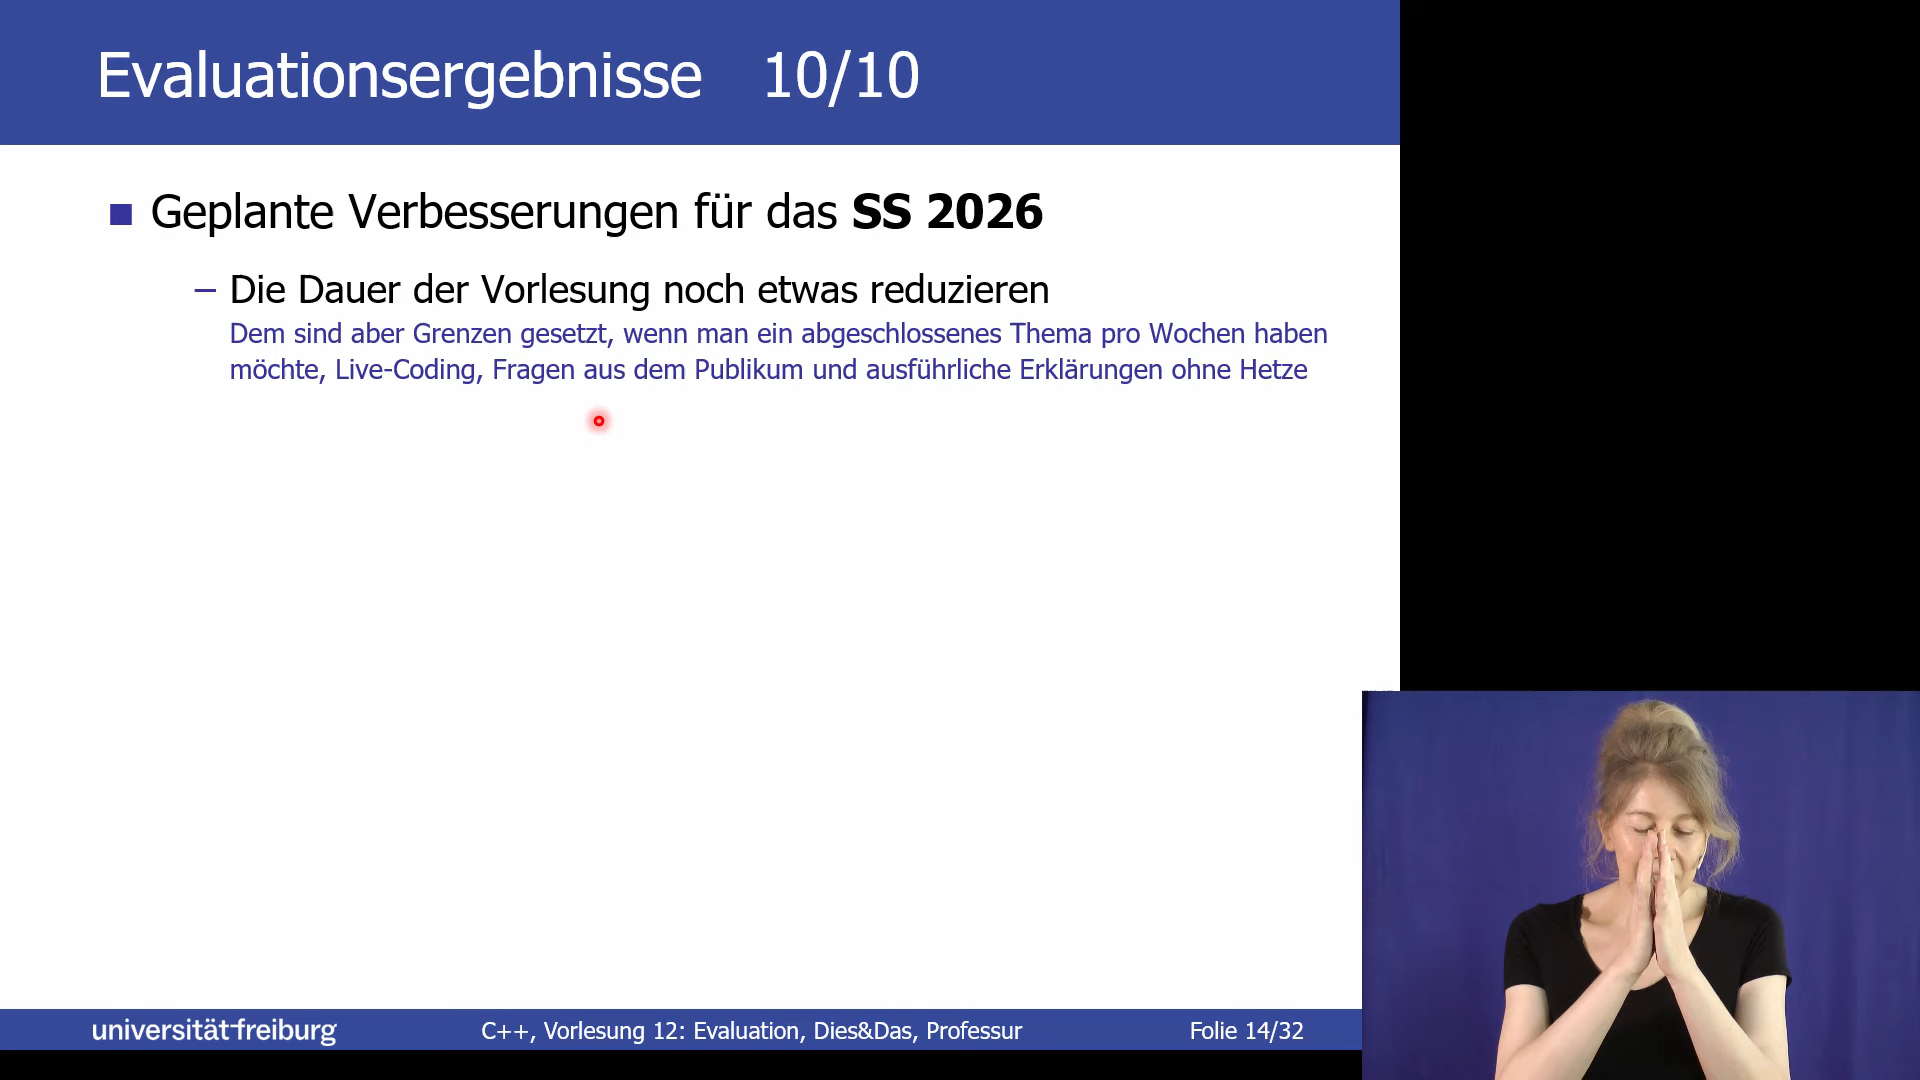 Evaluationsergebnisse 10/10
Geplante Verbesserungen für das SS 2026
– Die Dauer der Vorlesung noch etwas reduzieren
Dem sind aber Grenzen gesetzt, wenn man ein abgeschlossenes Thema pro Wochen haben
möchte, Live-Coding, Fragen aus dem Publikum und ausführliche Erklärungen ohne Hetze
universität freiburg
C++, Vorlesung 12: Evaluation, Dies&Das, Professur
Folie 14/32